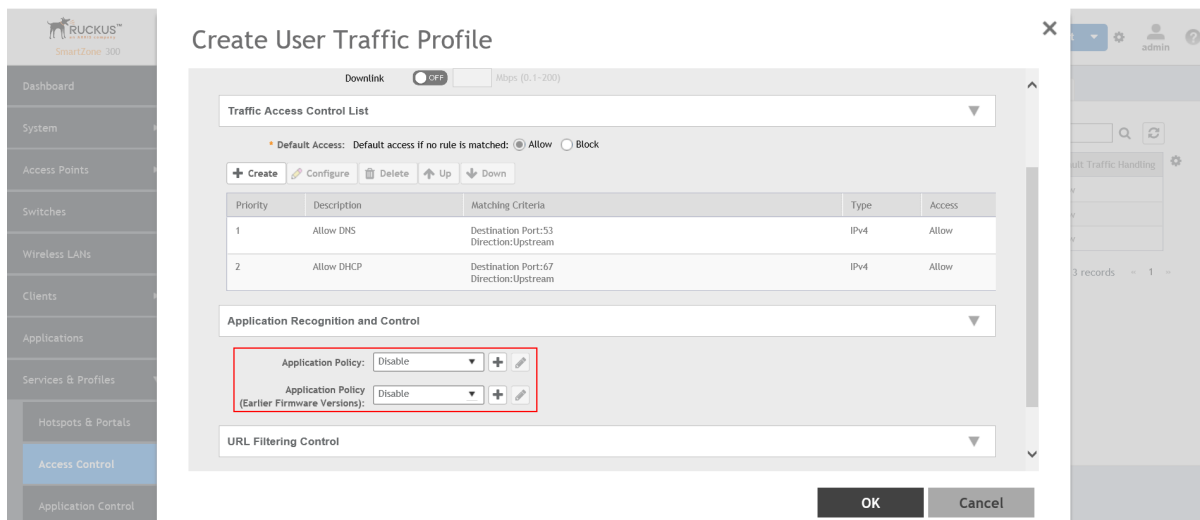 RUCKUS™
SmartZone 300
Create User Traffic Profile
admin
Dashboard
System
Access Points
Switches
Wireless LANs
Clients
Applications
Services & Profiles
Hotspots & Portals
Access Control
Application Control
Downlink OFF Mbps (0.1~200)
Traffic Access Control List
* Default Access: Default access if no rule is matched: Allow Block
Create Configure Delete Up Down
Priority Description Matching Criteria Type Access
1 Allow DNS Destination Port:53 IPv4 Allow
Direction:Upstream
2 Allow DHCP Destination Port:67 IPv4 Allow
Direction:Upstream
Application Recognition and Control
Application Policy: Disable
Application Policy
(Earlier Firmware Versions): Disable
URL Filtering Control
OK Cancel
Traffic Handling
3 records 1